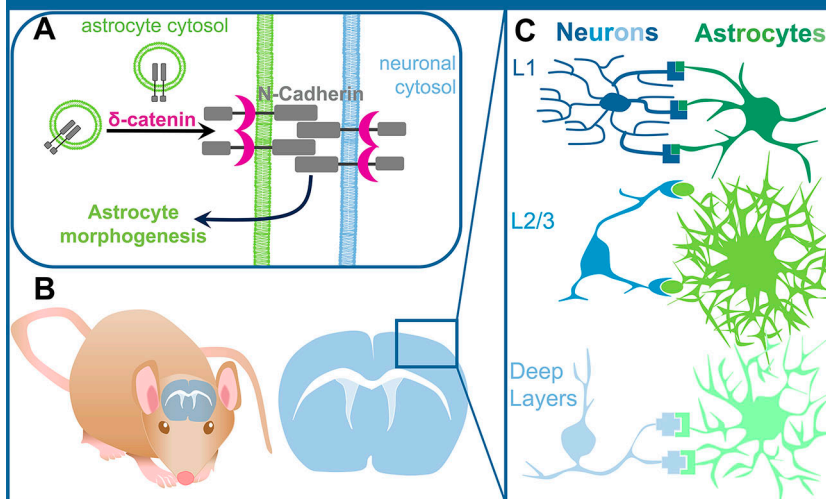 A
astrocyte cytosol
neuronal
cytosol
N-Cadherin
δ-catenin
Astrocyte
morphogenesis
B
C
Neurons Astrocytes
L1
L2/3
Deep
Layers